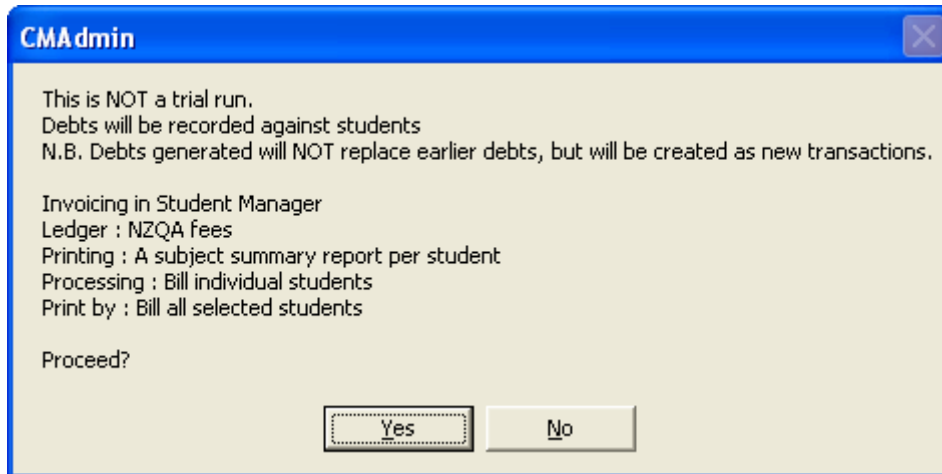 CMAdmin
This is NOT a trial run.
Debts will be recorded against students
N.B. Debts generated will NOT replace earlier debts, but will be created as new transactions.
Invoicing in Student Manager
Ledger : NZQA fees
Printing : A subject summary report per student
Processing : Bill individual students
Print by : Bill all selected students
Proceed?
Yes No